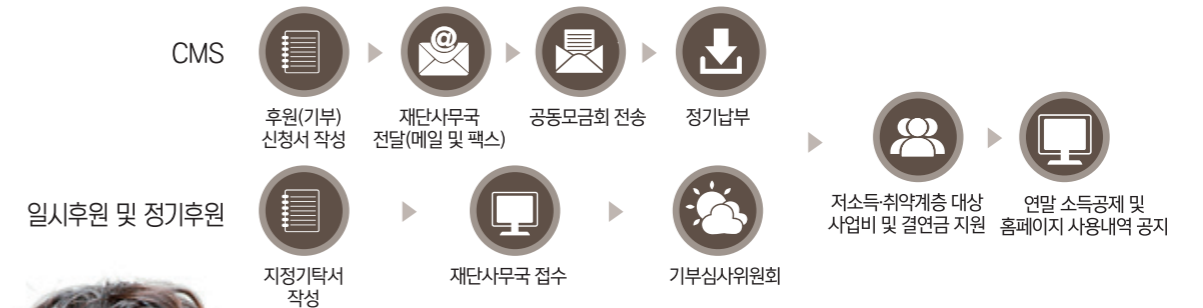 CMS
후원(기부)
신청서 작성
재단사무국
전달(메일 및 팩스)
공동모금회 전송
정기납부
일시후원 및 정기후원
지정기탁서
작성
재단사무국 접수
기부심사위원회
저소득·취약계층 대상
사업비 및 결연금 지원
연말 소득공제 및
홈페이지 사용내역 공지